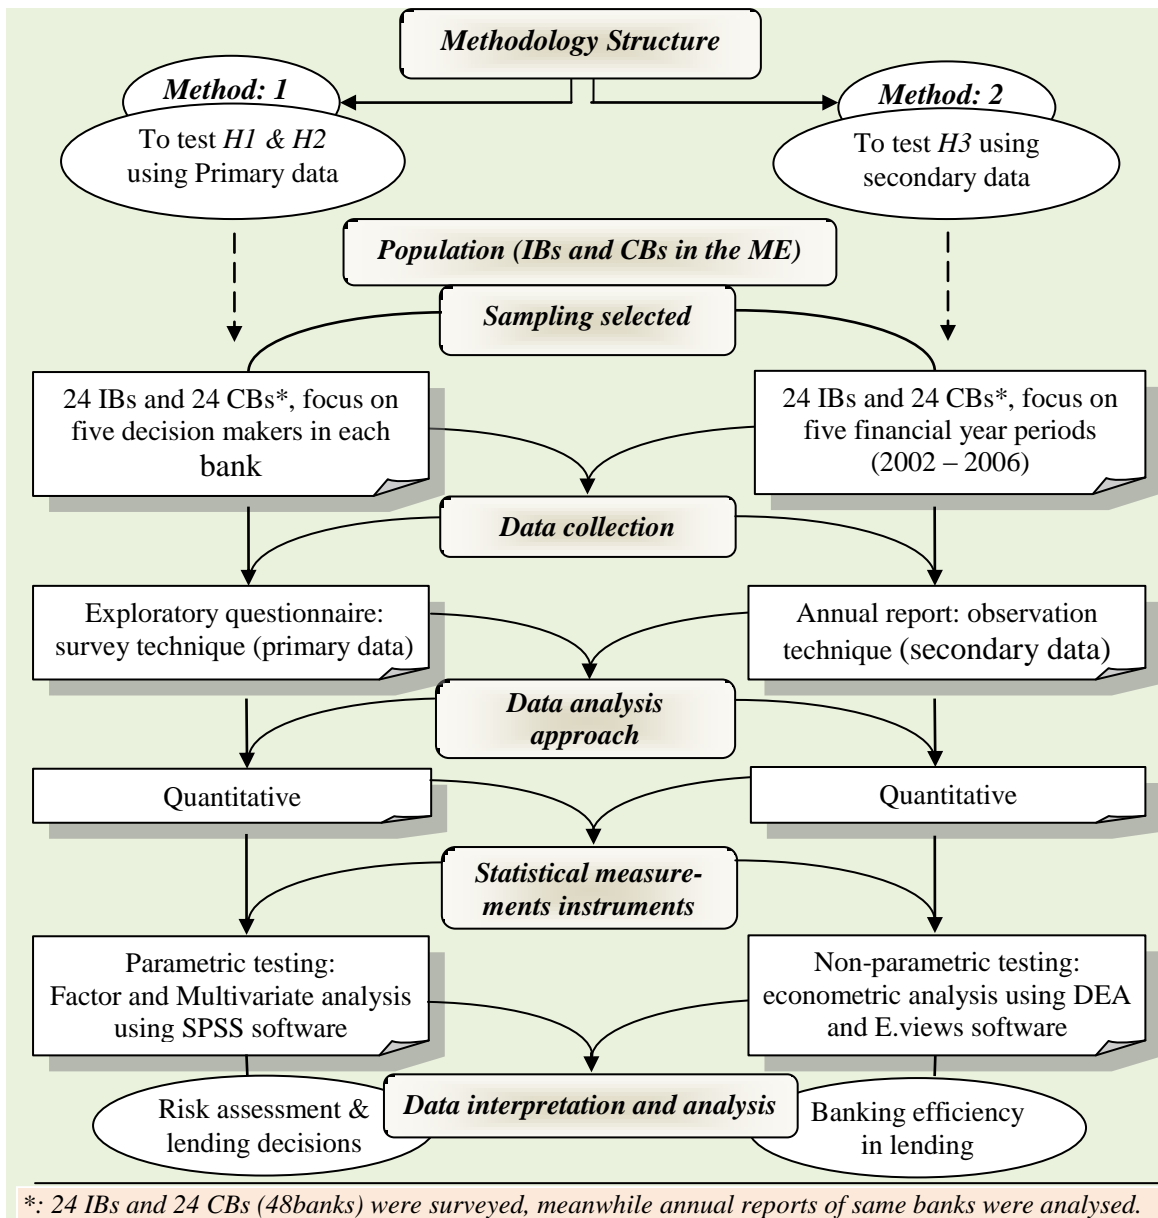 Methodology Structure
Method: 1
To test H1 & H2
using Primary data
Method: 2
To test H3 using
secondary data
Population (IBs and CBs in the ME)
Sampling selected
24 IBs and 24 CBs*, focus on
five decision makers in each
bank
24 IBs and 24 CBs*, focus on
five financial year periods
(2002 – 2006)
Data collection
Exploratory questionnaire:
survey technique (primary data)
Annual report: observation
technique (secondary data)
Data analysis
approach
Quantitative
Quantitative
Statistical measure-
ments instruments
Parametric testing:
Factor and Multivariate analysis
using SPSS software
Non-parametric testing:
econometric analysis using DEA
and E.views software
Risk assessment &
lending decisions
Data interpretation and analysis
Banking efficiency
in lending
*: 24 IBs and 24 CBs (48banks) were surveyed, meanwhile annual reports of same banks were analysed.